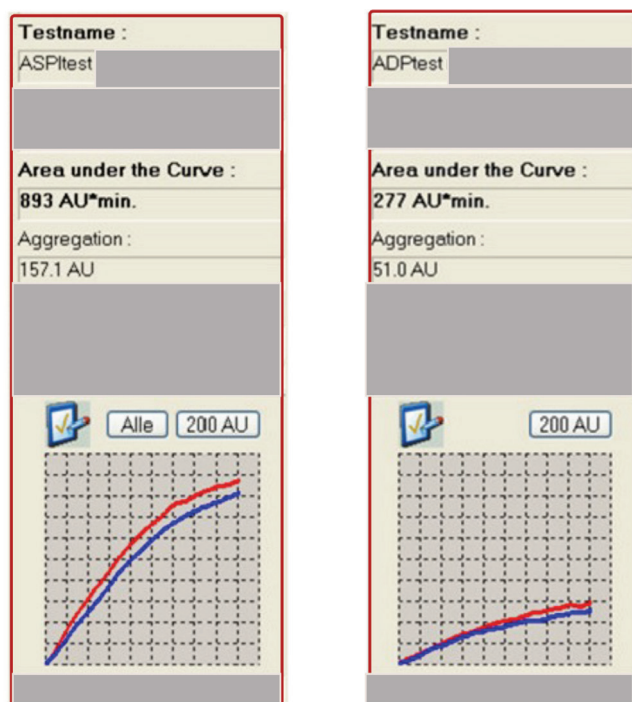 Testname :
ASPItest
Area under the Curve :
893 AU*min.
Aggregation :
157.1 AU
Alle
200 AU
Testname :
ADPtest
Area under the Curve :
277 AU*min.
Aggregation :
51.0 AU
200 AU